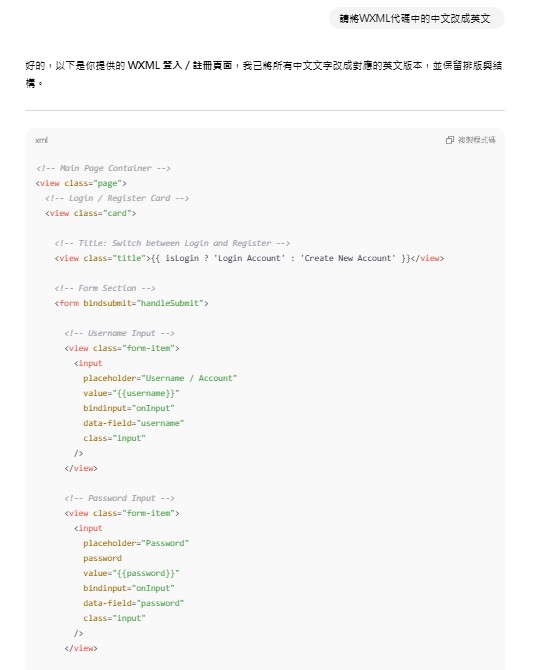 請將WXML代碼中的中文改成英文
好的，以下是你提供的 WXML 登入 / 註冊頁面，我已將所有中文文字改成對應的英文版本，並保留排版與結
構。
xml
複製程式碼
<!-- Main Page Container -->
<view class="page">
  <!-- Login / Register Card -->
  <view class="card">
    <!-- Title: Switch between Login and Register -->
    <view class="title">{{ isLogin ? 'Login Account' : 'Create New Account' }}</view>
    <!-- Form Section -->
    <form bindsubmit="handleSubmit">
      <!-- Username Input -->
      <view class="form-item">
        <input
          placeholder="Username / Account"
          value="{{username}}"
          bindinput="onInput"
          data-field="username"
          class="input"
        />
      </view>
      <!-- Password Input -->
      <view class="form-item">
        <input
          placeholder="Password"
          password
          value="{{password}}"
          bindinput="onInput"
          data-field="password"
          class="input"
        />
      </view>